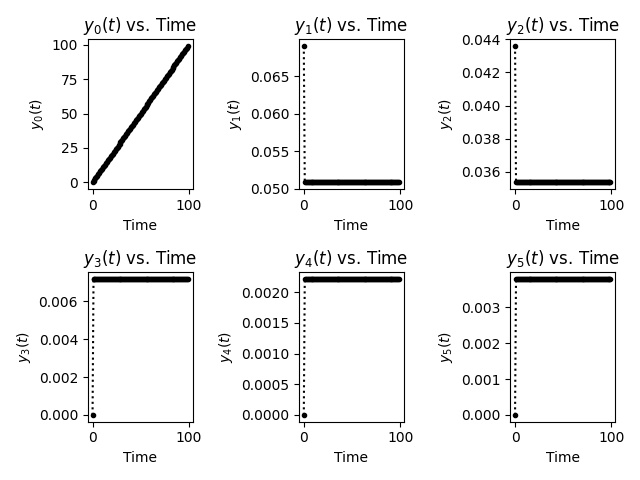 y₀(t) vs. Time
y₁(t) vs. Time
y₂(t) vs. Time
y₀(t)
100
75
50
25
0
0
100
Time
y₁(t)
0.065
0.060
0.055
0.050
0
100
Time
y₂(t)
0.044
0.042
0.040
0.038
0.036
0
100
Time
y₃(t) vs. Time
y₄(t) vs. Time
y₅(t) vs. Time
y₃(t)
0.006
0.004
0.002
0.000
0
100
Time
y₄(t)
0.0020
0.0015
0.0010
0.0005
0.0000
0
100
Time
y₅(t)
0.003
0.002
0.001
0.000
0
100
Time